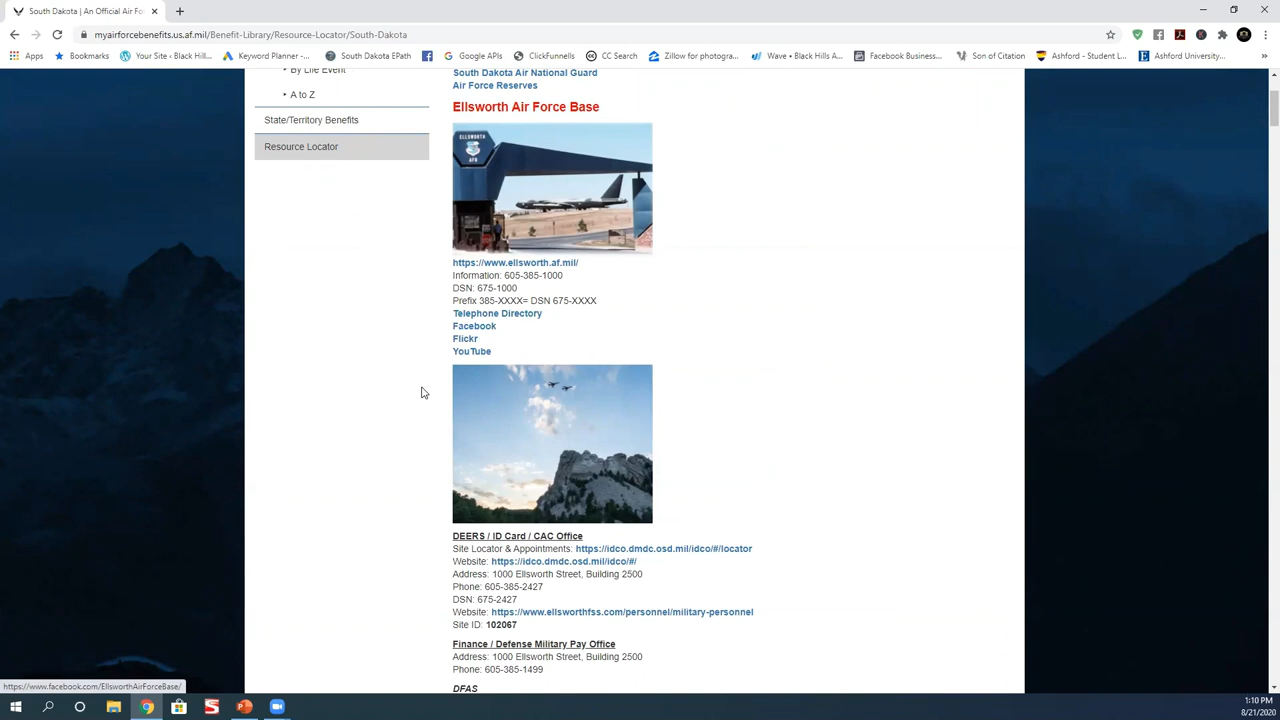 South Dakota | An Official Air Fo
myairforcebenefits.us.af.mil/Benefit-Library/Resource-Locator/South-Dakota
Apps Bookmarks Your Site ‹ Black Hill... Keyword Planner -... South Dakota EPath Google APIs ClickFunnells CC Search Zillow for photogra... Wave • Black Hills A... Facebook Business... Son of Citation Ashford - Student L... Ashford University...
By Life Event
A to Z
State/Territory Benefits
Resource Locator
South Dakota Air National Guard
Air Force Reserves
Ellsworth Air Force Base
ELLSWORTH
AFB
https://www.ellsworth.af.mil/
Information: 605-385-1000
DSN: 675-1000
Prefix 385-XXXX= DSN 675-XXXX
Telephone Directory
Facebook
Flickr
YouTube
DEERS / ID Card / CAC Office
Site Locator & Appointments: https://idco.dmdc.osd.mil/idco/#/locator
Website: https://idco.dmdc.osd.mil/idco/#/
Address: 1000 Ellsworth Street, Building 2500
Phone: 605-385-2427
DSN: 675-2427
Website: https://www.ellsworthfss.com/personnel/military-personnel
Site ID: 102067
Finance / Defense Military Pay Office
Address: 1000 Ellsworth Street, Building 2500
Phone: 605-385-1499
DFAS
https://www.facebook.com/EllsworthAirForceBase/
1:10 PM
8/21/2020